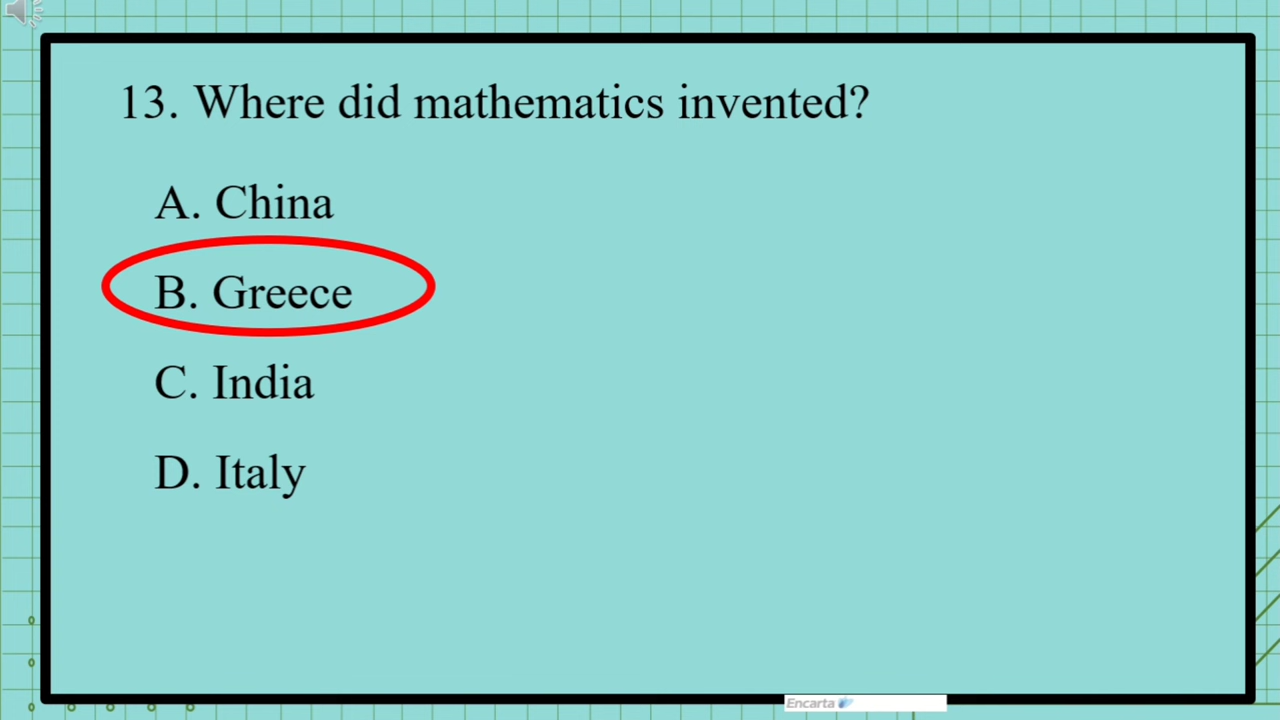 13. Where did mathematics invented?
A. China
B. Greece
C. India
D. Italy
Encarta